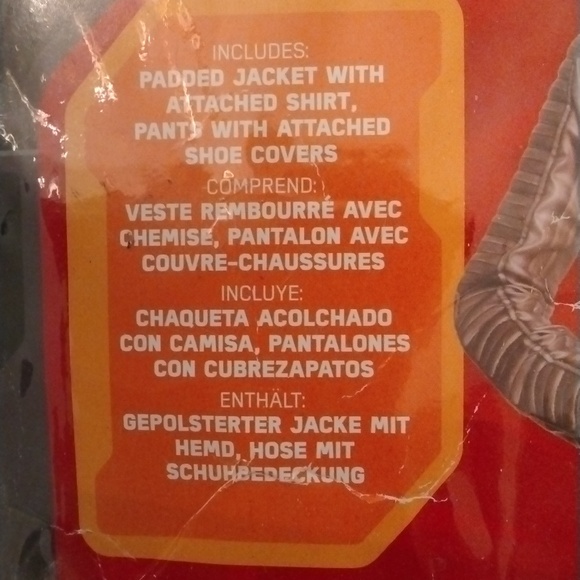 INCLUDES:
PADDED JACKET WITH
ATTACHED SHIRT,
PANTS WITH ATTACHED
SHOE COVERS
COMPREND:
VESTE REMBOURRÉ AVEC
CHEMISE, PANTALON AVEC
COUVRE-CHAUSSURES
INCLUYE:
CHAQUETA ACOLCHADO
CON CAMISA, PANTALONES
CON CUBREZAPATOS
ENTHÄLT:
GEPOLSTERTER JACKE MIT
HEMD, HOSE MIT
SCHUHBEDECKUNG